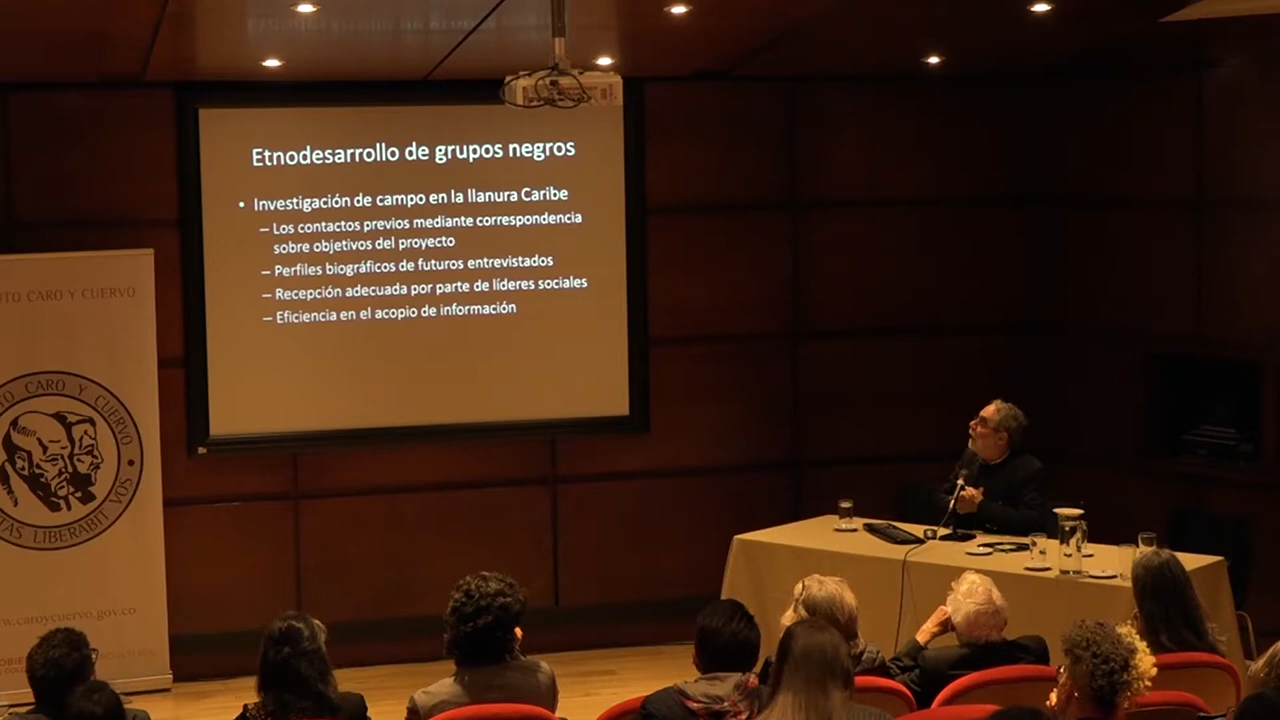 Etnodesarrollo de grupos negros
• Investigación de campo en la llanura Caribe
– Los contactos previos mediante correspondencia
sobre objetivos del proyecto
– Perfiles biográficos de futuros entrevistados
– Recepción adecuada por parte de líderes sociales
– Eficiencia en el acopio de información
UTO CARO Y CUERVO
UTO CARO Y CUERVO •
TAS LIBERABIT VOS
w.caroycuervo.gov.co